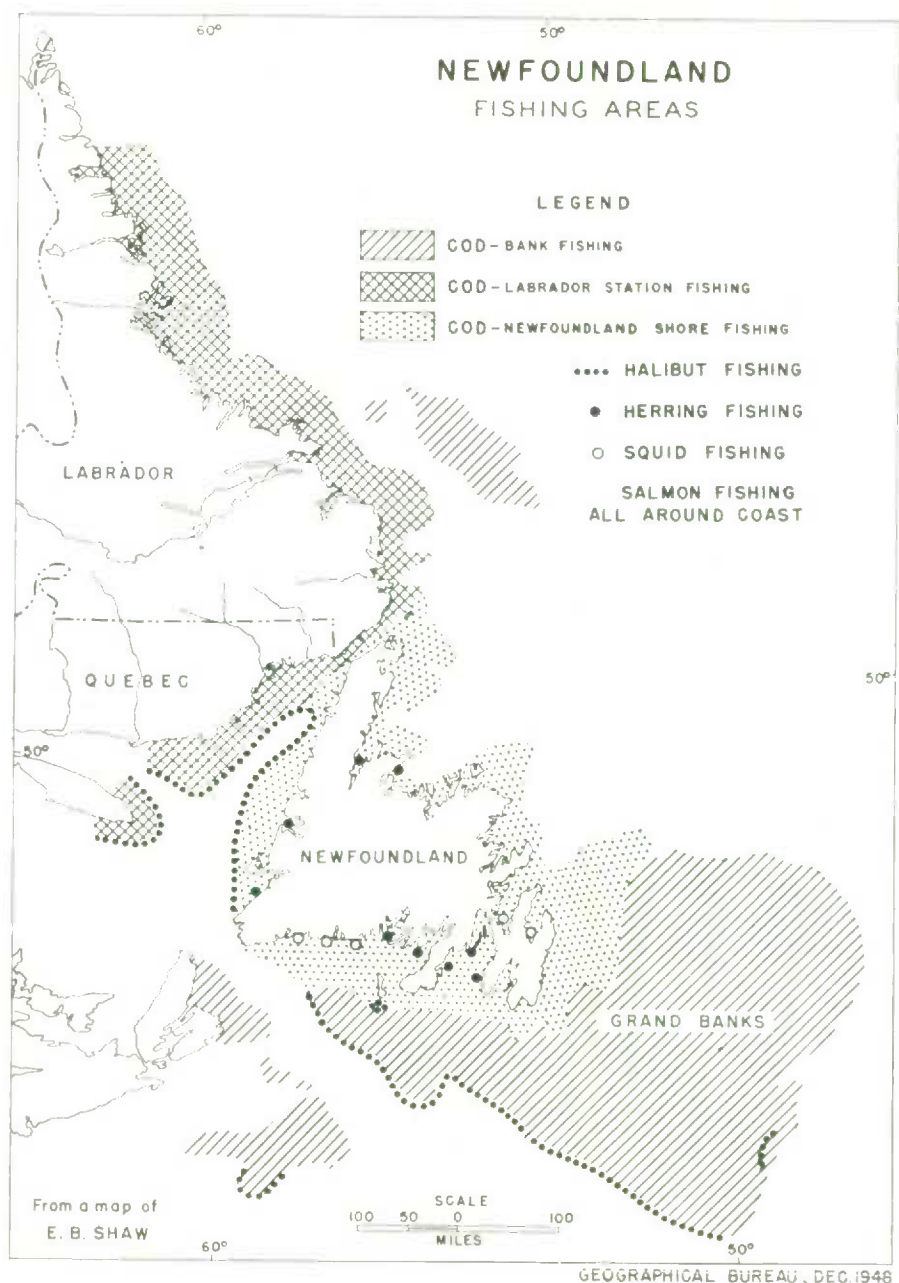 60°
50°
NEWFOUNDLAND
FISHING AREAS
LEGEND
COD-BANK FISHING
COD-LABRADOR STATION FISHING
COD-NEWFOUNDLAND SHORE FISHING
HALIBUT FISHING
HERRING FISHING
SQUID FISHING
SALMON FISHING
ALL AROUND COAST
LABRADOR
QUEBEC
50°
50°
NEWFOUNDLAND
GRAND BANKS
From a map of
E. B. SHAW
SCALE
100 50 0 100
MILES
60°
50°
GEOGRAPHICAL BUREAU, DEC. 1948